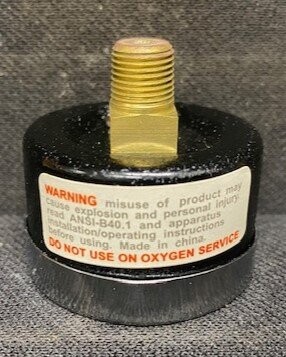 WARNING misuse of product may
cause explosion and personal injury,
read ANSI-B40.1 and apparatus
installation/operating instructions
before using. Made in china.
DO NOT USE ON OXYGEN SERVICE